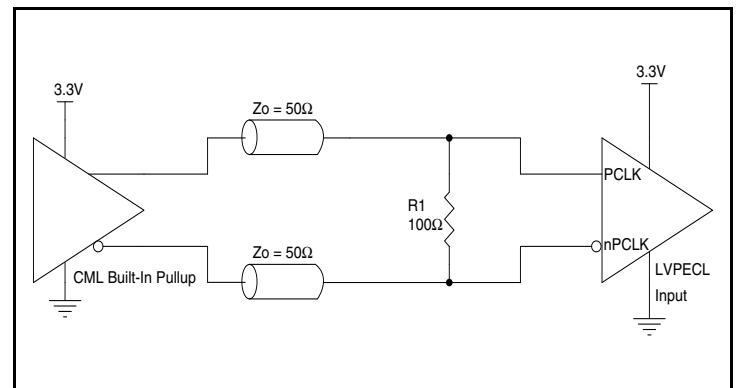 3.3V
3.3V
Zo = 50Ω
PCLK
R1
100Ω
nPCLK
Zo = 50Ω
CML Built-In Pullup
LVPECL
Input